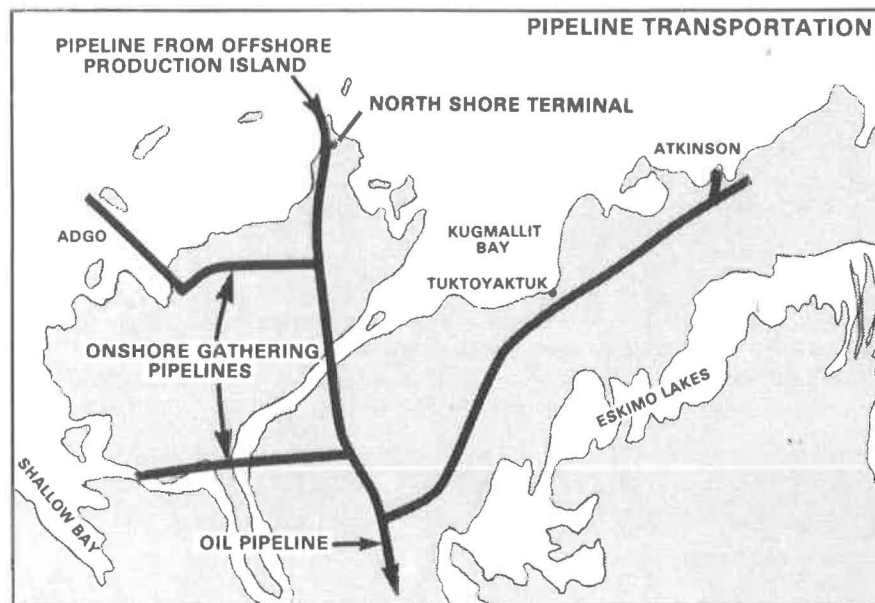 PIPELINE TRANSPORTATION
PIPELINE FROM OFFSHORE
PRODUCTION ISLAND
NORTH SHORE TERMINAL
ATKINSON
ADGO
KUGMALLIT
BAY
TUKTOYAKTUK
ONSHORE GATHERING
PIPELINES
ESKIMO LAKES
SHALLOW BAY
OIL PIPELINE